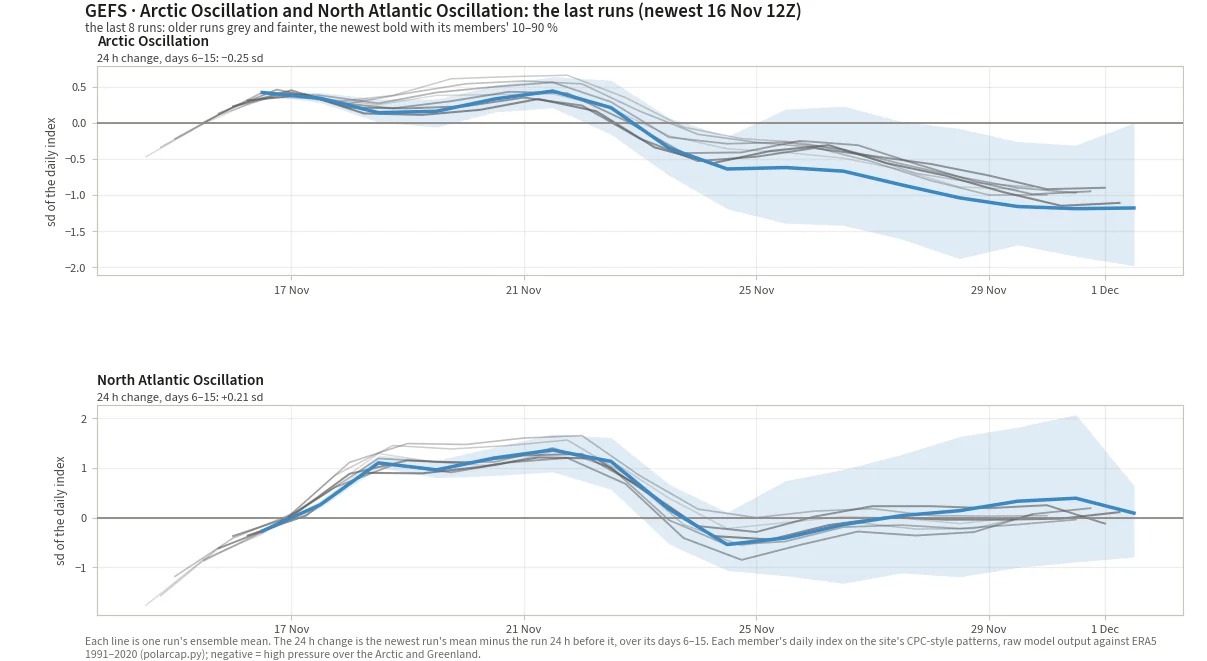 GEFS · Arctic Oscillation and North Atlantic Oscillation: the last runs (newest 16 Nov 12Z)
the last 8 runs: older runs grey and fainter, the newest bold with its members' 10–90 %
Arctic Oscillation
24 h change, days 6–15: −0.25 sd
sd of the daily index
0.5
0.0
−0.5
−1.0
−1.5
−2.0
17 Nov
21 Nov
25 Nov
29 Nov
1 Dec
North Atlantic Oscillation
24 h change, days 6–15: +0.21 sd
sd of the daily index
2
1
0
−1
17 Nov
21 Nov
25 Nov
29 Nov
1 Dec
Each line is one run's ensemble mean. The 24 h change is the newest run's mean minus the run 24 h before it, over its days 6–15. Each member's daily index on the site's CPC-style patterns, raw model output against ERA5
1991–2020 (polarcap.py); negative = high pressure over the Arctic and Greenland.